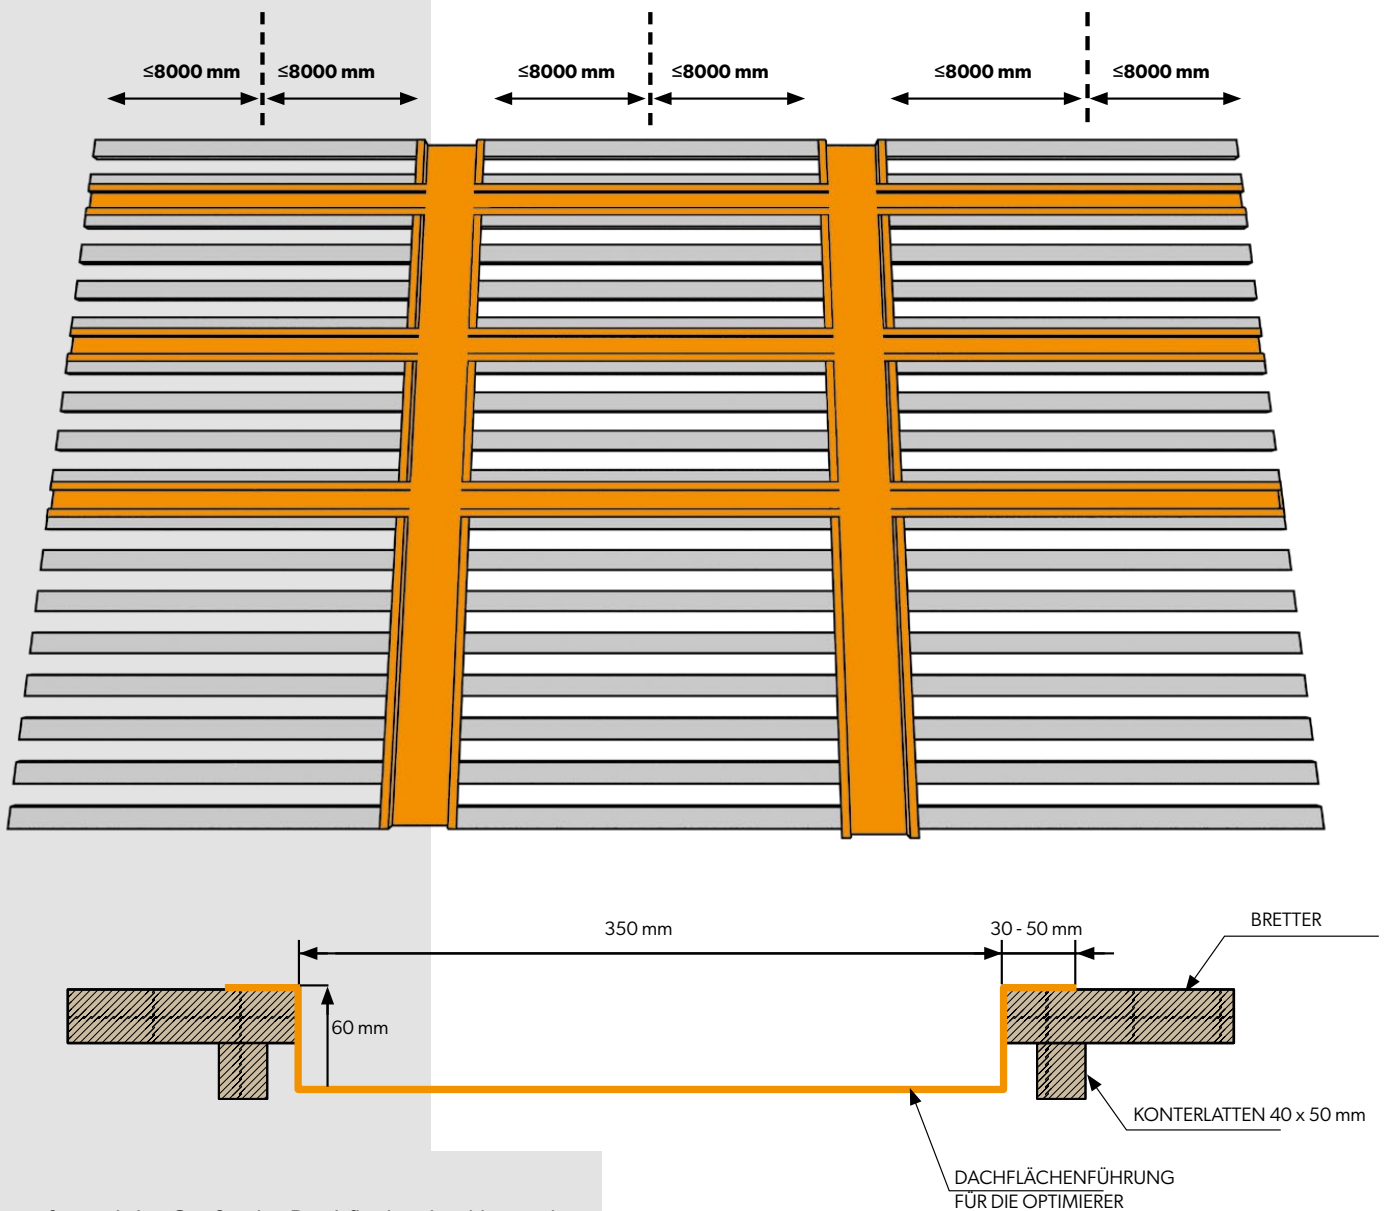 ≤8000 mm ≤8000 mm ≤8000 mm ≤8000 mm ≤8000 mm ≤8000 mm
350 mm
30 - 50 mm
BRETTER
60 mm
KONTERLATTEN 40 x 50 mm
DACHFLÄCHENFÜHRUNG
FÜR DIE OPTIMIERER